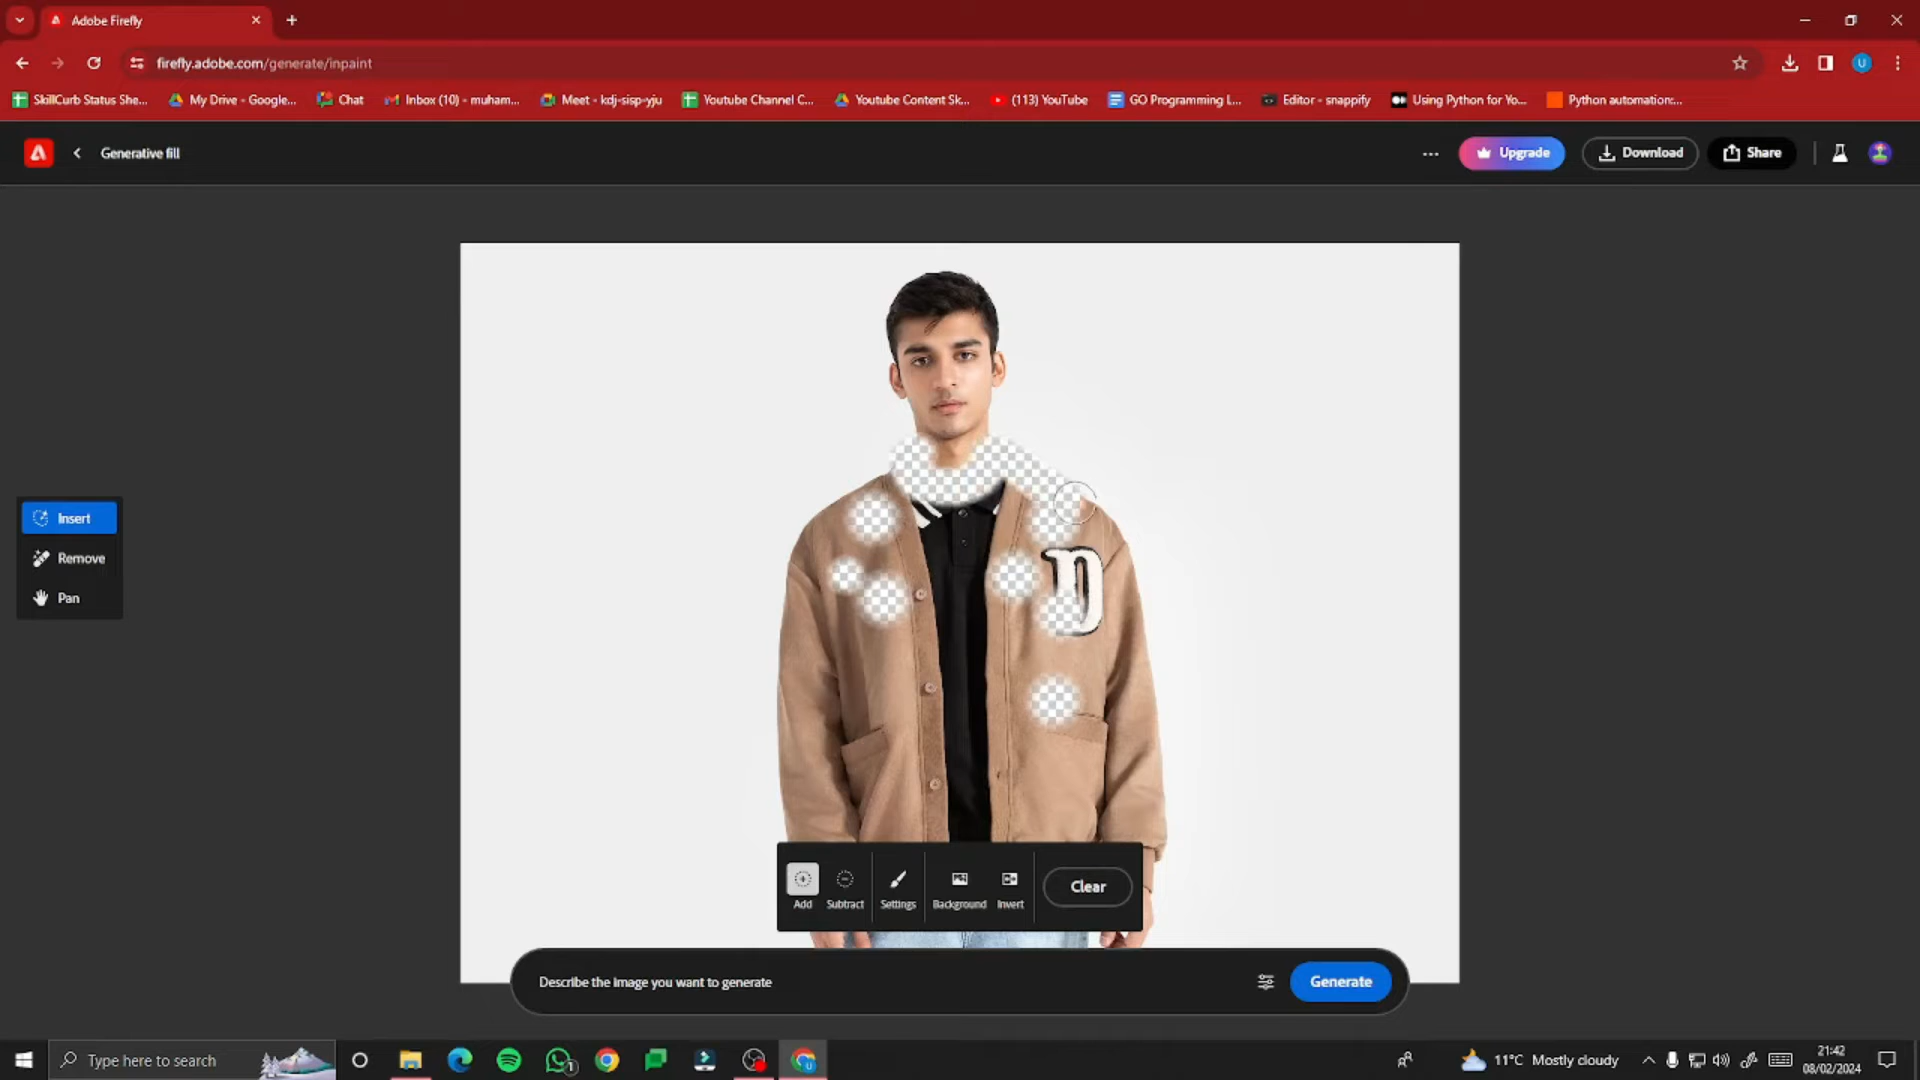 Adobe Firefly
firefly.adobe.com/generate/inpaint
SkillCurb Status She...
My Drive - Google...
Chat
Inbox (10) - muham...
Meet - kdj-sisp-yju
Youtube Channel C...
Youtube Content Sk...
(113) YouTube
GO Programming L...
Editor - snappify
Using Python for Yo...
Python automation:...
U
Generative fill
Upgrade
Download
Share
Insert
Remove
Pan
D
Add
Subtract
Settings
Background
Invert
Clear
Describe the image you want to generate
Generate
Type here to search
1
U
11°C Mostly cloudy
21:42
08/02/2024